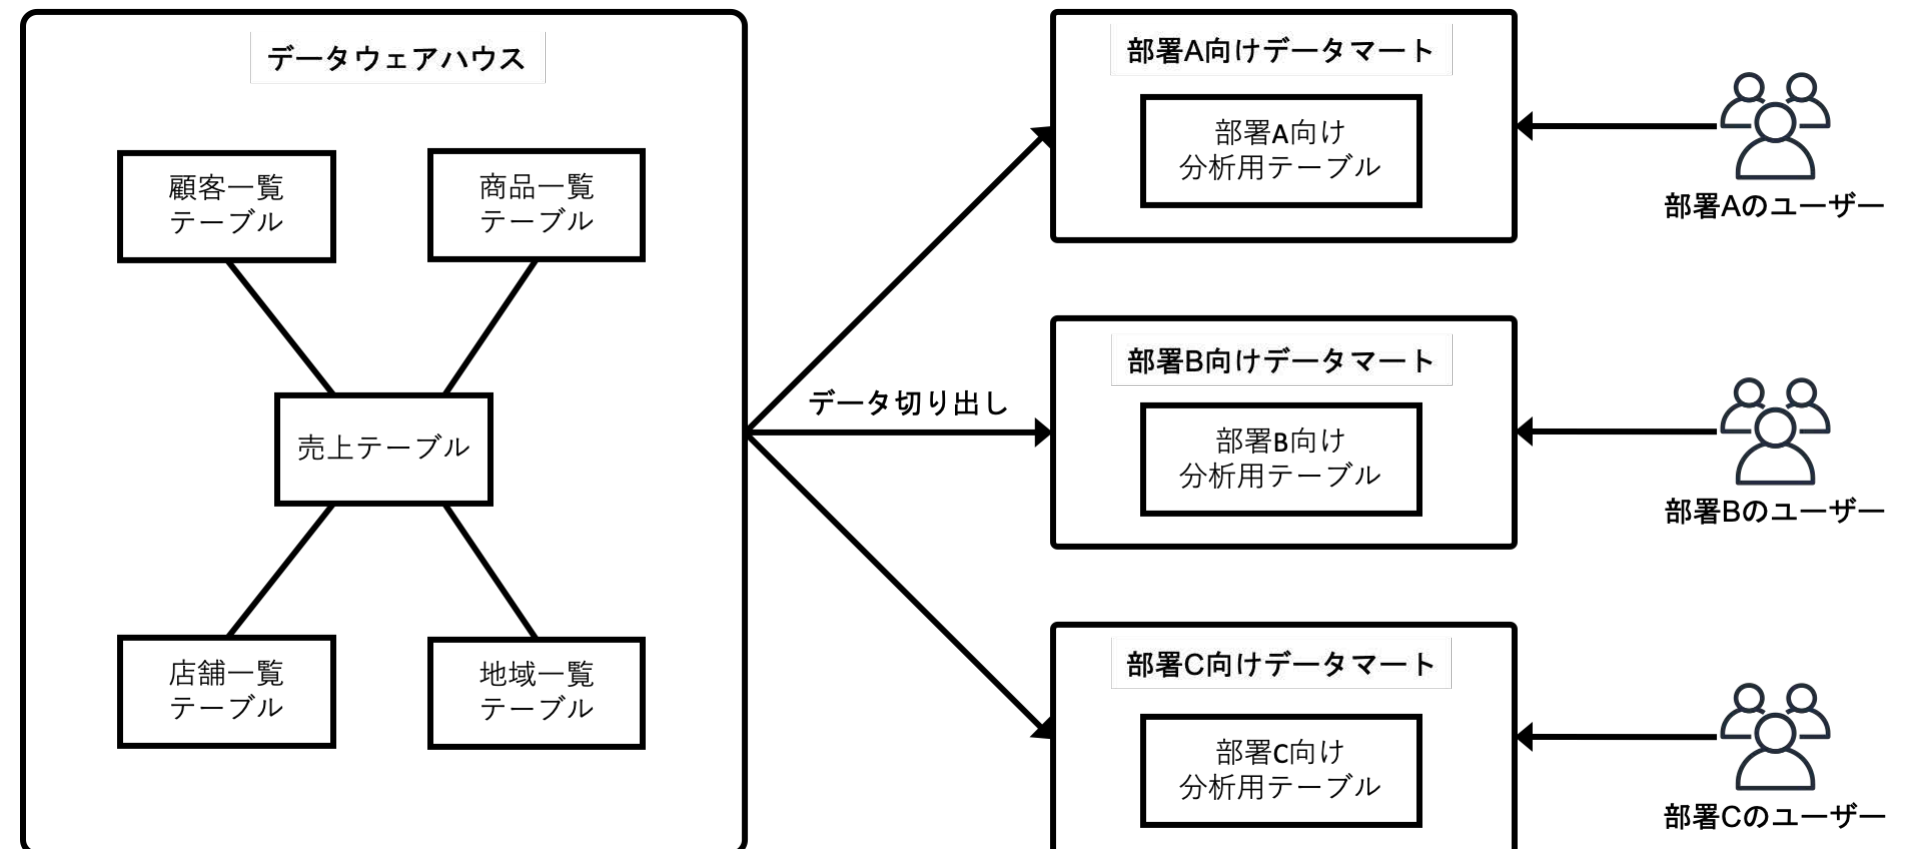 データウェアハウス
顧客一覧
テーブル
商品一覧
テーブル
売上テーブル
店舗一覧
テーブル
地域一覧
テーブル
データ切り出し
部署A向けデータマート
部署A向け
分析用テーブル
部署Aのユーザー
部署B向けデータマート
部署B向け
分析用テーブル
部署Bのユーザー
部署C向けデータマート
部署C向け
分析用テーブル
部署Cのユーザー